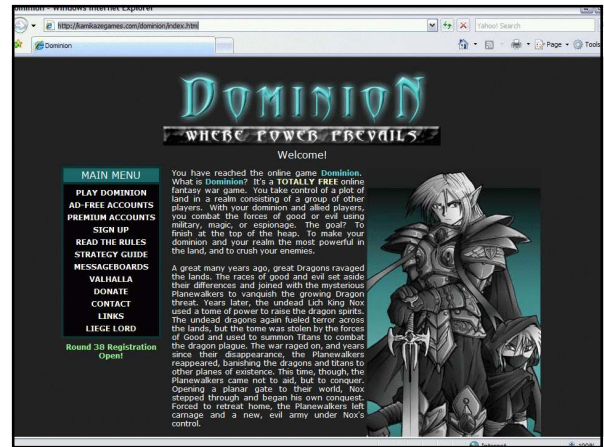 Dominion - Windows Internet Explorer
http://kamikazegames.com/dominion/index.html
Yahoo! Search
Dominion
Page
Tools
DOMINION
WHERE POWER PREVAILS
Welcome!
MAIN MENU
PLAY DOMINION
AD-FREE ACCOUNTS
PREMIUM ACCOUNTS
SIGN UP
READ THE RULES
STRATEGY GUIDE
MESSAGEBOARDS
VALHALLA
DONATE
CONTACT
LINKS
LIEGE LORD
Round 38 Registration
Open!
You have reached the online game Dominion.
What is Dominion? It's a TOTALLY FREE online
fantasy war game. You take control of a plot of
land in a realm consisting of a group of other
players. With your dominion and allied players,
you combat the forces of good or evil using
military, magic, or espionage. The goal? To
finish at the top of the heap. To make your
dominion and your realm the most powerful in
the land, and to crush your enemies.
A great many years ago, great Dragons ravaged
the lands. The races of good and evil set aside
their differences and joined with the mysterious
Planewalkers to vanquish the growing Dragon
threat. Years later, the undead Lich King Nox
used a tome of power to raise the dragon spirits.
The undead dragons again fueled terror across
the lands, but the tome was stolen by the forces
of Good and used to summon Titans to combat
the dragon plague. The war raged on, and years
since their disappearance, the Planewalkers
reappeared, banishing the dragons and titans to
other planes of existence. This time, though, the
Planewalkers came not to aid, but to conquer.
Opening a planar gate to their world, Nox
stepped through and began his own conquest.
Forced to retreat home, the Planewalkers left
carnage and a new, evil army under Nox's
control.
Internet
100%